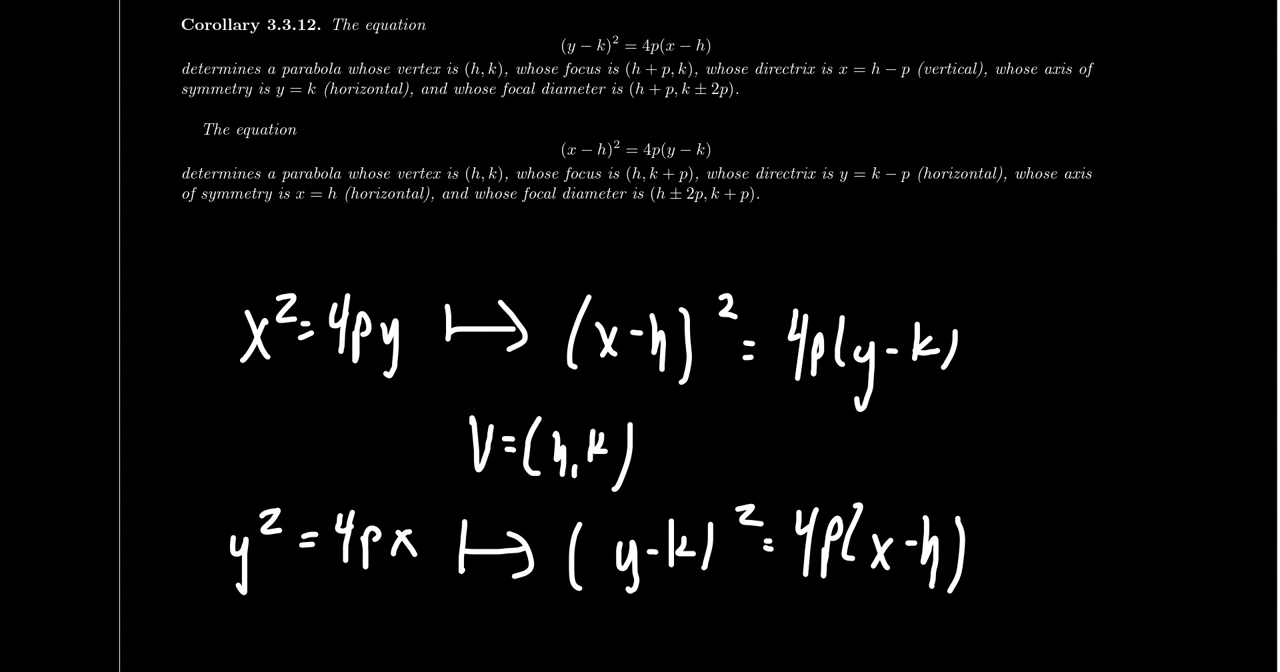 Corollary 3.3.12. The equation
(y − k)² = 4p(x − h)
determines a parabola whose vertex is (h, k), whose focus is (h + p, k), whose directrix is x = h − p (vertical), whose axis of
symmetry is y = k (horizontal), and whose focal diameter is (h + p, k ± 2p).
The equation
(x − h)² = 4p(y − k)
determines a parabola whose vertex is (h, k), whose focus is (h, k + p), whose directrix is y = k − p (horizontal), whose axis
of symmetry is x = h (horizontal), and whose focal diameter is (h ± 2p, k + p).
x² = 4py ↦ (x − h)² = 4p(y − k)
V = (h, k)
y² = 4px ↦ (y − k)² = 4p(x − h)